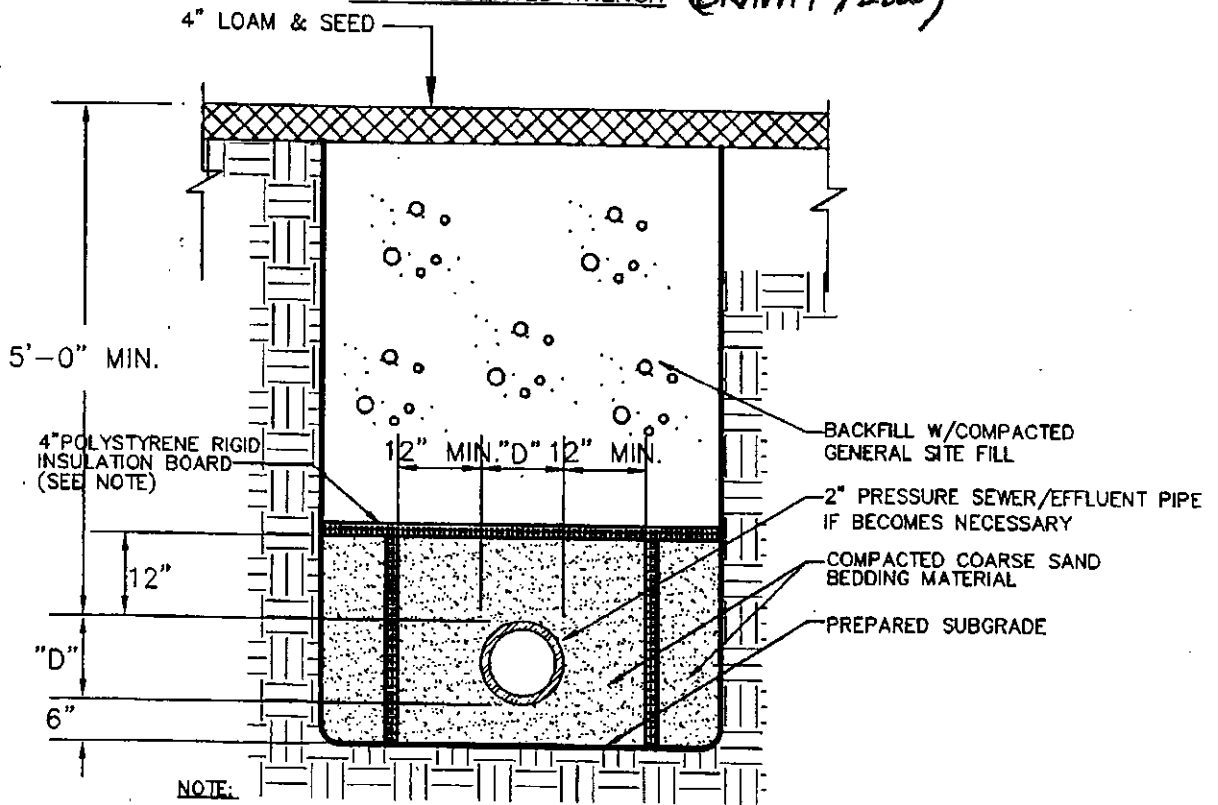 TRENCH (GRAVITY
4" LOAM & SEED
5'-0" MIN.
4"POLYSTYRENE RIGID
INSULATION BOARD
(SEE NOTE)
12" MIN. "D" 12" MIN.
BACKFILL W/COMPACTED
GENERAL SITE FILL
2" PRESSURE SEWER/EFFLUENT PIPE
IF BECOMES NECESSARY
12"
COMPACTED COARSE SAND
BEDDING MATERIAL
PREPARED SUBGRADE
"D"
6"
NOTE: